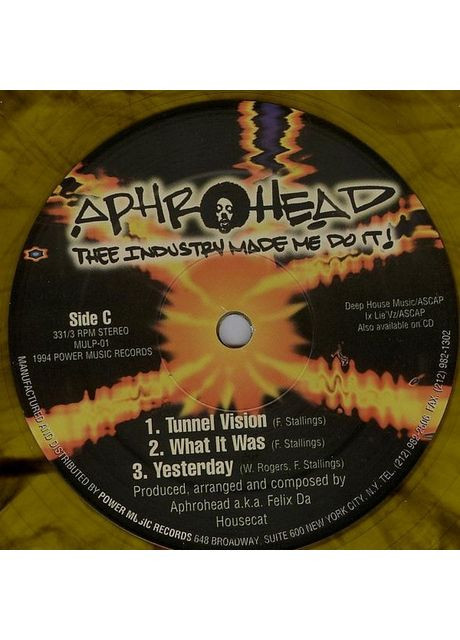 APHROHEAD
THEE INDUSTRY MADE ME DO IT!
Side C
331/3 RPM STEREO
MULP-01
1994 POWER MUSIC RECORDS
Deep House Music/ASCAP
Ix Lie'Vz/ASCAP
Also available on CD
1. Tunnel Vision (F. Stallings)
2. What It Was (F. Stallings)
3. Yesterday (W. Rogers, F. Stallings)
Produced, arranged and composed by
Aphrohead a.k.a. Felix Da
Housecat
MANUFACTURED AND DISTRIBUTED BY POWER MUSIC RECORDS 648 BROADWAY, SUITE 600 NEW YORK CITY, N.Y. TEL. (212) FAX. (212) 982-1302